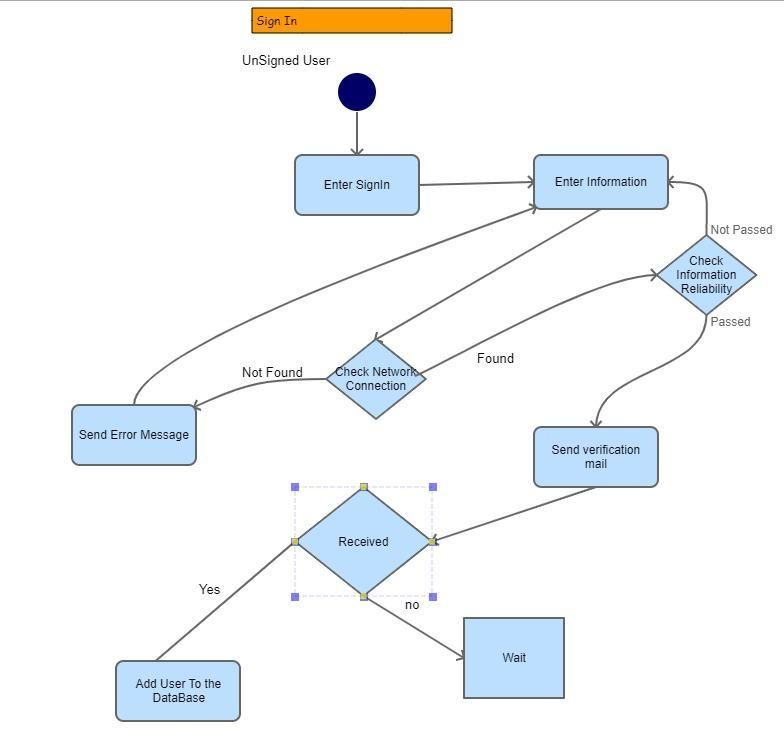 Sign In
UnSigned User
Enter SignIn
Enter Information
Not Passed
Check
Information
Reliability
Passed
Found
Check Network
Connection
Not Found
Send Error Message
Send verification
mail
Received
Yes
no
Wait
Add User To the
DataBase